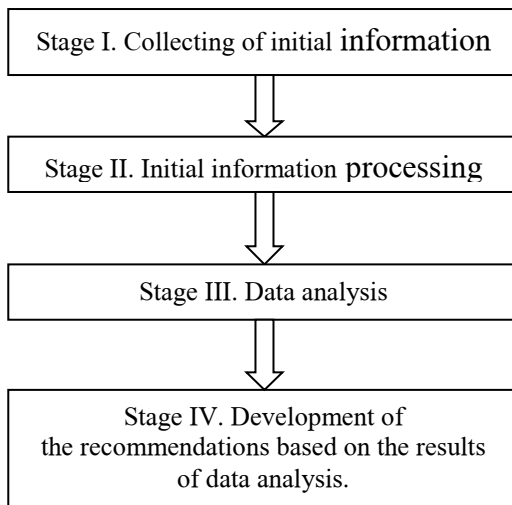 Stage I. Collecting of initial information
Stage II. Initial information processing
Stage III. Data analysis
Stage IV. Development of
the recommendations based on the results
of data analysis.